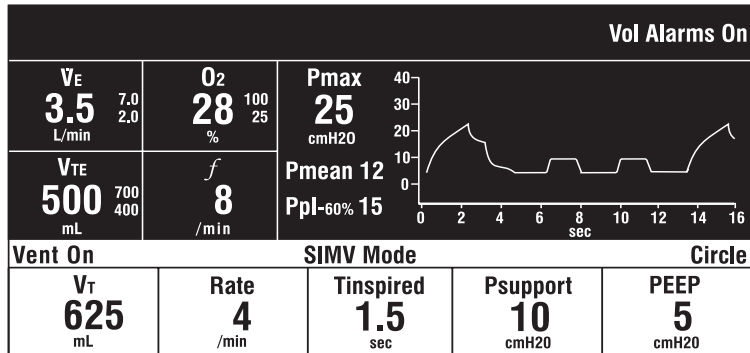 Vol Alarms On
V̇E
3.5
7.0
2.0
L/min
O2
28
100
25
%
VTE
500
700
400
mL
f
8
/min
Pmax
25
cmH2O
Pmean 12
Ppl-60% 15
40
30
20
10
0
0 2 4 6 8 10 12 14 16
sec
Vent On SIMV Mode Circle
VT
625
mL
Rate
4
/min
Tinspired
1.5
sec
Psupport
10
cmH20
PEEP
5
cmH20